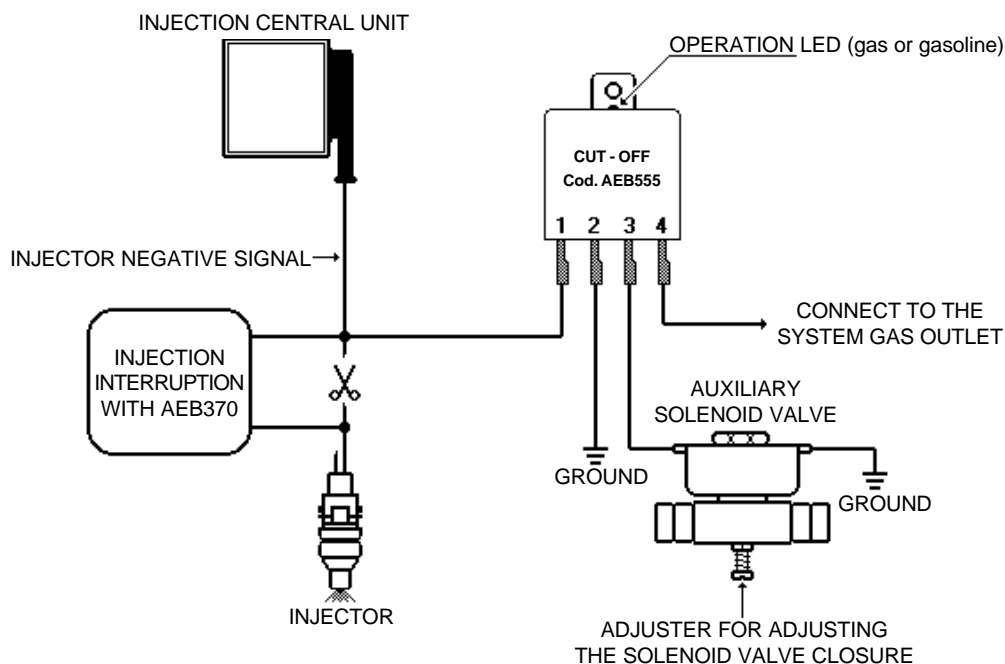 INJECTION CENTRAL UNIT
OPERATION LED (gas or gasoline)
CUT - OFF
Cod. AEB555
1 2 3 4
INJECTOR NEGATIVE SIGNAL
CONNECT TO THE
SYSTEM GAS OUTLET
INJECTION
INTERRUPTION
WITH AEB370
AUXILIARY
SOLENOID VALVE
GROUND
GROUND
INJECTOR
ADJUSTER FOR ADJUSTING
THE SOLENOID VALVE CLOSURE